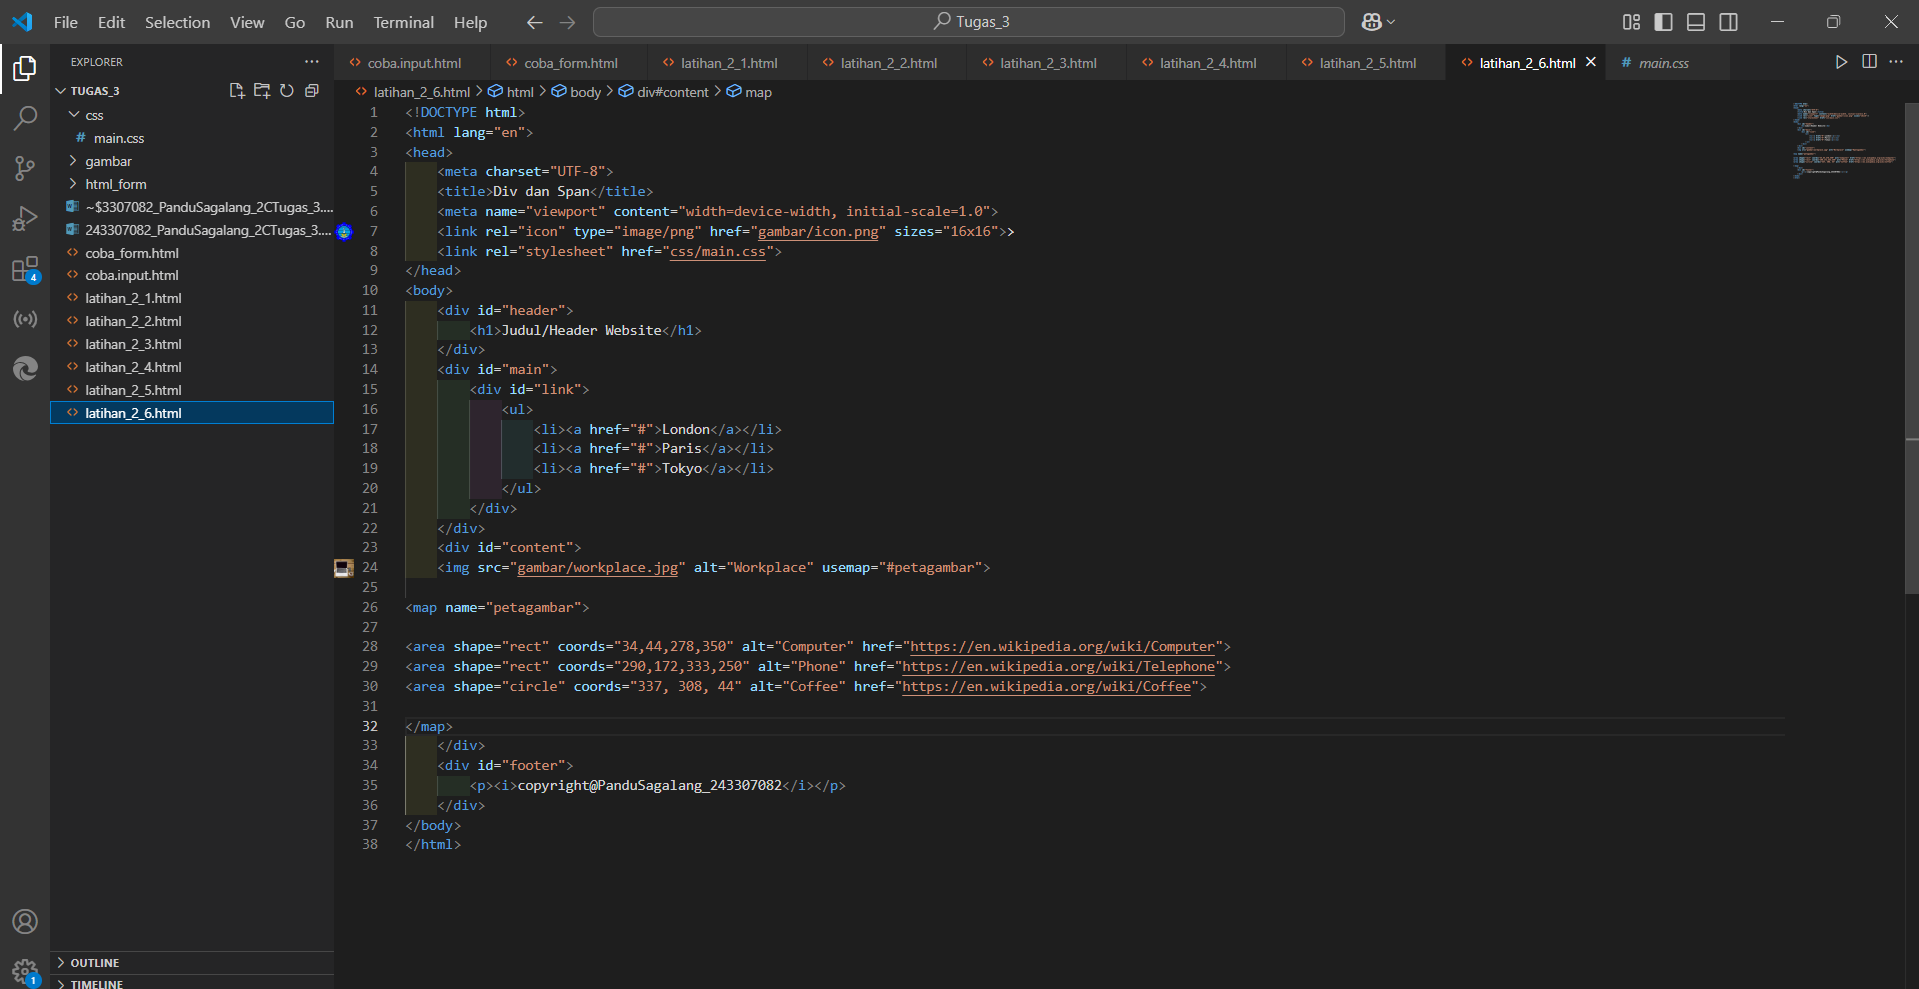 File Edit Selection View Go Run Terminal Help
Tugas_3
EXPLORER
TUGAS_3
css
# main.css
gambar
html_form
~$3307082_PanduSagalang_2CTugas_3....
243307082_PanduSagalang_2CTugas_3....
coba_form.html
coba.input.html
latihan_2_1.html
latihan_2_2.html
latihan_2_3.html
latihan_2_4.html
latihan_2_5.html
latihan_2_6.html
4
1
OUTLINE
TIMELINE
coba.input.html coba_form.html latihan_2_1.html latihan_2_2.html latihan_2_3.html latihan_2_4.html latihan_2_5.html latihan_2_6.html # main.css
latihan_2_6.html > html > body > div#content > map
1 <!DOCTYPE html>
2 <html lang="en">
3 <head>
4 <meta charset="UTF-8">
5 <title>Div dan Span</title>
6 <meta name="viewport" content="width=device-width, initial-scale=1.0">
7 <link rel="icon" type="image/png" href="gambar/icon.png" sizes="16x16">>
8 <link rel="stylesheet" href="css/main.css">
9 </head>
10 <body>
11 <div id="header">
12 <h1>Judul/Header Website</h1>
13 </div>
14 <div id="main">
15 <div id="link">
16 <ul>
17 <li><a href="#">London</a></li>
18 <li><a href="#">Paris</a></li>
19 <li><a href="#">Tokyo</a></li>
20 </ul>
21 </div>
22 </div>
23 <div id="content">
24 <img src="gambar/workplace.jpg" alt="Workplace" usemap="#petagambar">
25
26 <map name="petagambar">
27
28 <area shape="rect" coords="34,44,278,350" alt="Computer" href="https://en.wikipedia.org/wiki/Computer">
29 <area shape="rect" coords="290,172,333,250" alt="Phone" href="https://en.wikipedia.org/wiki/Telephone">
30 <area shape="circle" coords="337, 308, 44" alt="Coffee" href="https://en.wikipedia.org/wiki/Coffee">
31
32 </map>
33 </div>
34 <div id="footer">
35 <p><i>copyright@PanduSagalang_243307082</i></p>
36 </div>
37 </body>
38 </html>